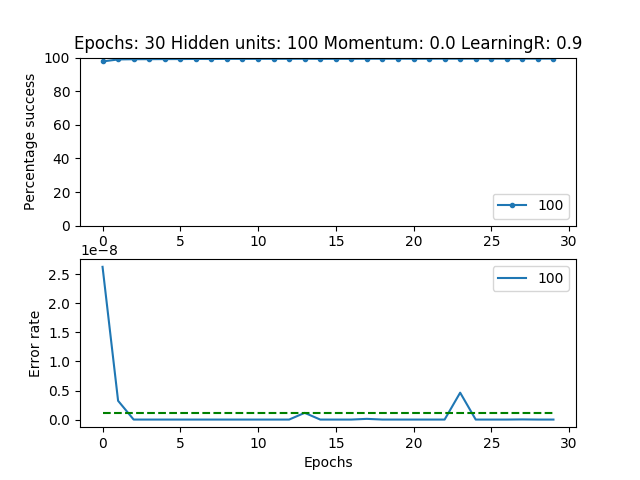 Epochs: 30 Hidden units: 100 Momentum: 0.0 LearningR: 0.9
100
80
60
40
20
0
Percentage success
100
0 5 10 15 20 25 30
1e−8
2.5
2.0
1.5
1.0
0.5
0.0
Error rate
100
0 5 10 15 20 25 30
Epochs